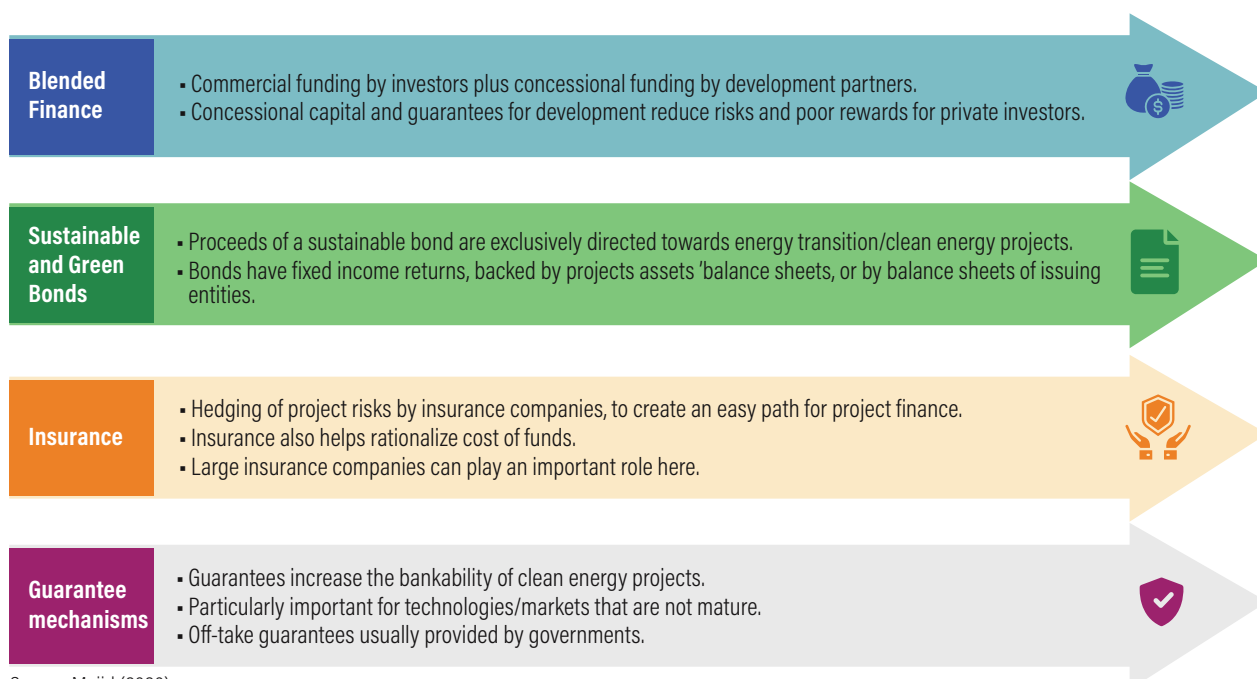 Blended
Finance
▪ Commercial funding by investors plus concessional funding by development partners.
▪ Concessional capital and guarantees for development reduce risks and poor rewards for private investors.
$
Sustainable
and Green
Bonds
▪ Proceeds of a sustainable bond are exclusively directed towards energy transition/clean energy projects.
▪ Bonds have fixed income returns, backed by projects assets ‘balance sheets, or by balance sheets of issuing
entities.
Insurance
▪ Hedging of project risks by insurance companies, to create an easy path for project finance.
▪ Insurance also helps rationalize cost of funds.
▪ Large insurance companies can play an important role here.
Guarantee
mechanisms
▪ Guarantees increase the bankability of clean energy projects.
▪ Particularly important for technologies/markets that are not mature.
▪ Off-take guarantees usually provided by governments.